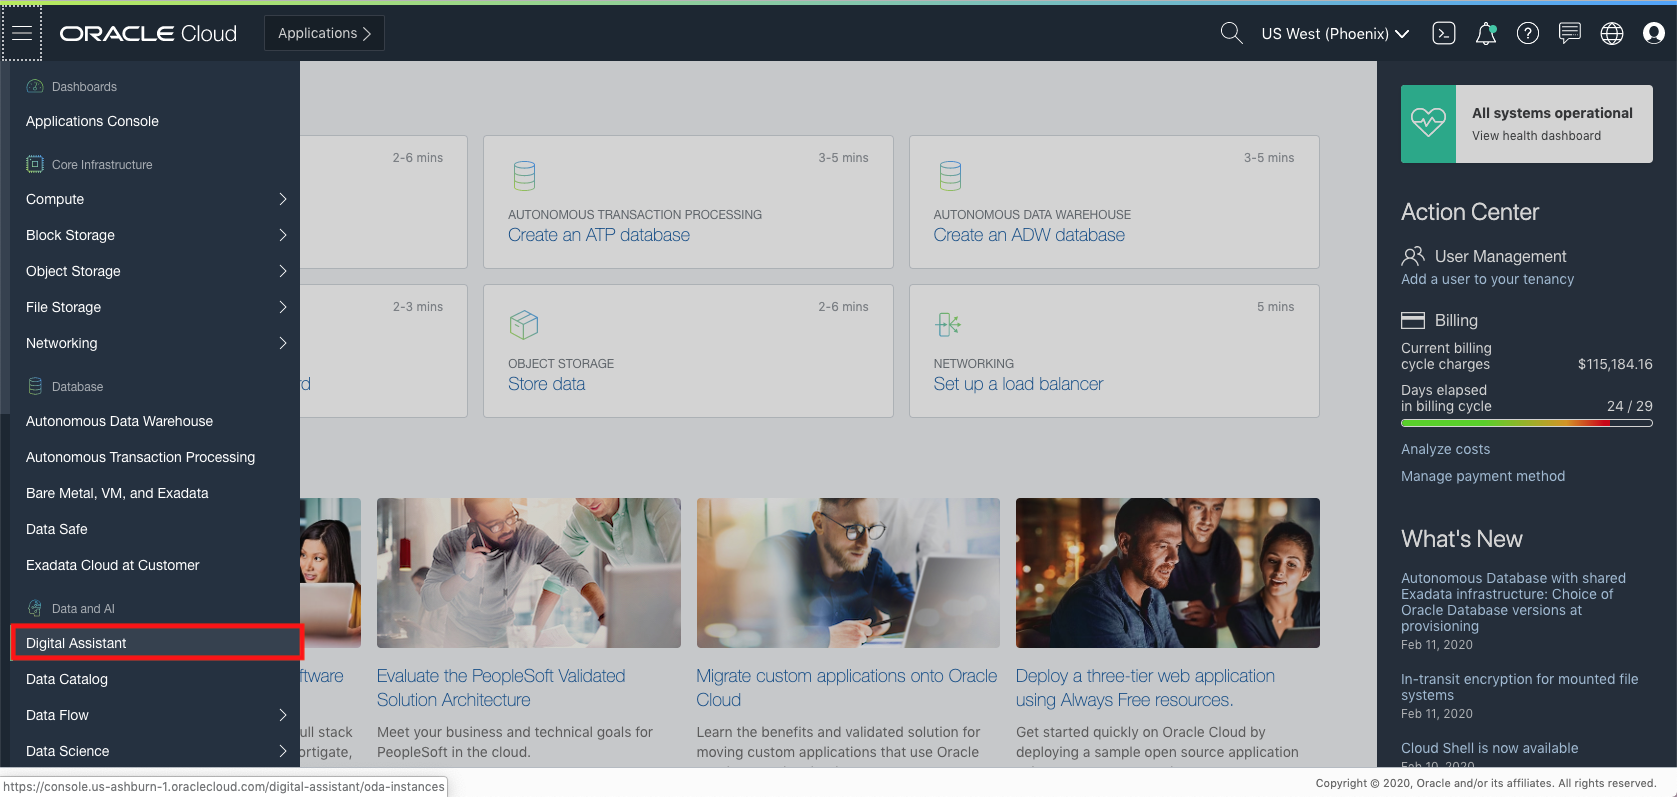 ORACLE Cloud
Applications
US West (Phoenix)
Dashboards
Applications Console
Core Infrastructure
Compute
Block Storage
Object Storage
File Storage
Networking
Database
Autonomous Data Warehouse
Autonomous Transaction Processing
Bare Metal, VM, and Exadata
Data Safe
Exadata Cloud at Customer
Data and AI
Digital Assistant
Data Catalog
Data Flow
Data Science
https://console.us-ashburn-1.oraclecloud.com/digital-assistant/oda-instances
2-6 mins
3-5 mins
AUTONOMOUS TRANSACTION PROCESSING
Create an ATP database
3-5 mins
AUTONOMOUS DATA WAREHOUSE
Create an ADW database
2-3 mins
rd
2-6 mins
OBJECT STORAGE
Store data
5 mins
NETWORKING
Set up a load balancer
ftware
ull stack
ortigate,
Evaluate the PeopleSoft Validated
Solution Architecture
Meet your business and technical goals for
PeopleSoft in the cloud.
Migrate custom applications onto Oracle
Cloud
Learn the benefits and validated solution for
moving custom applications that use Oracle
Deploy a three-tier web application
using Always Free resources.
Get started quickly on Oracle Cloud by
deploying a sample open source application
All systems operational
View health dashboard
Action Center
User Management
Add a user to your tenancy
Billing
Current billing
cycle charges $115,184.16
Days elapsed
in billing cycle 24 / 29
Analyze costs
Manage payment method
What's New
Autonomous Database with shared
Exadata infrastructure: Choice of
Oracle Database versions at
provisioning
Feb 11, 2020
In-transit encryption for mounted file
systems
Feb 11, 2020
Cloud Shell is now available
Feb 10, 2020
Copyright © 2020, Oracle and/or its affiliates. All rights reserved.